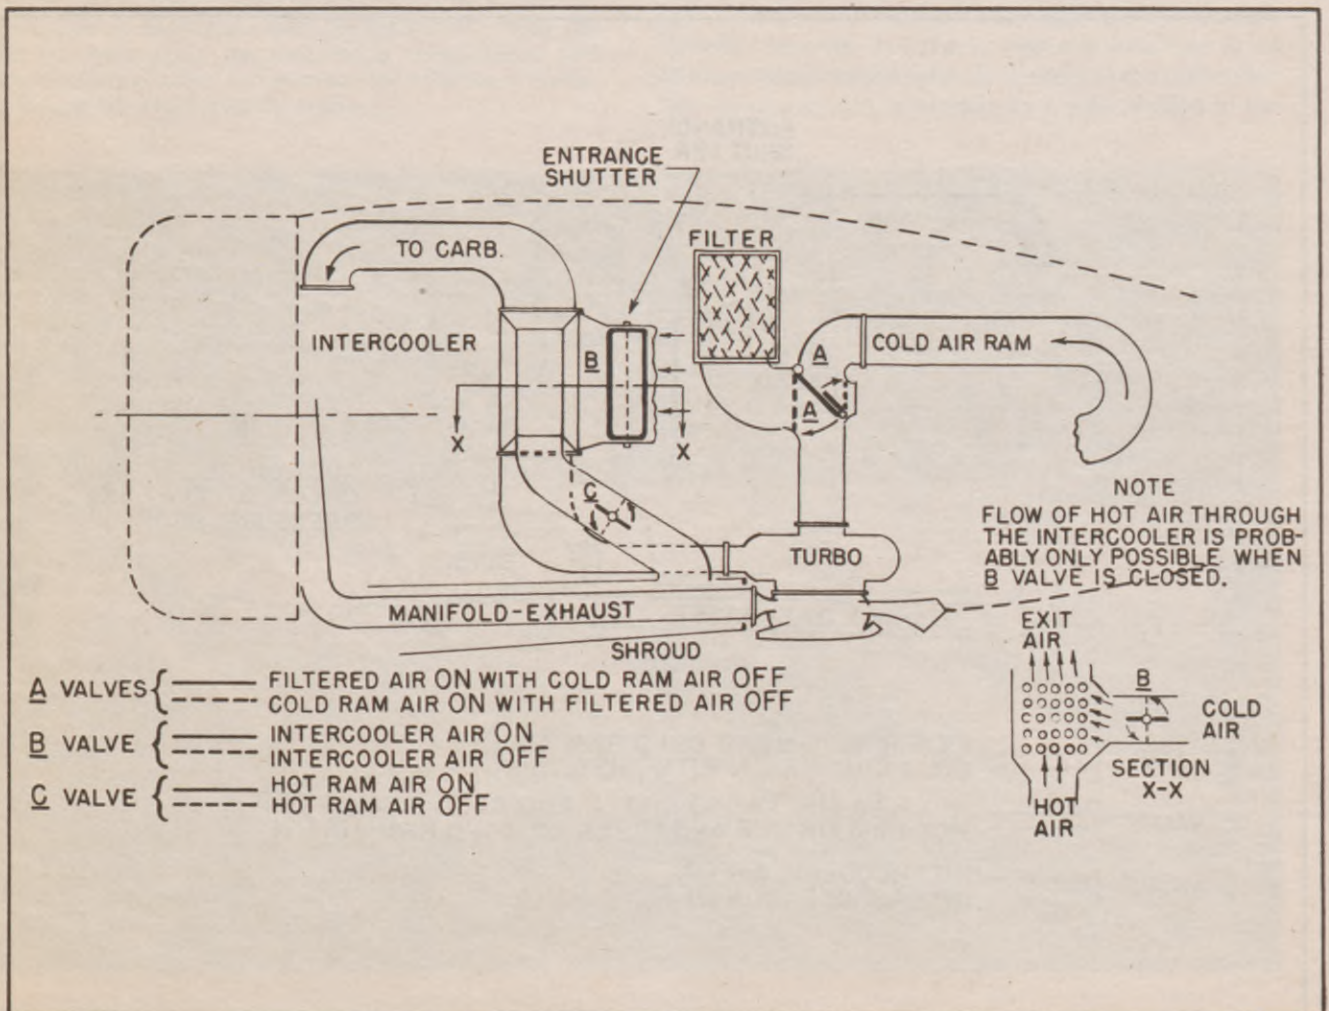 ENTRANCE
SHUTTER
FILTER
TO CARB.
INTERCOOLER
B
A
COLD AIR RAM
A
X
X
C
NOTE
FLOW OF HOT AIR THROUGH
THE INTERCOOLER IS PROB-
ABLY ONLY POSSIBLE WHEN
B VALVE IS CLOSED.
TURBO
MANIFOLD-EXHAUST
SHROUD
EXIT
AIR
B
COLD
AIR
SECTION
X-X
HOT
AIR
A VALVES { FILTERED AIR ON WITH COLD RAM AIR OFF
COLD RAM AIR ON WITH FILTERED AIR OFF
B VALVE { INTERCOOLER AIR ON
INTERCOOLER AIR OFF
C VALVE { HOT RAM AIR ON
HOT RAM AIR OFF